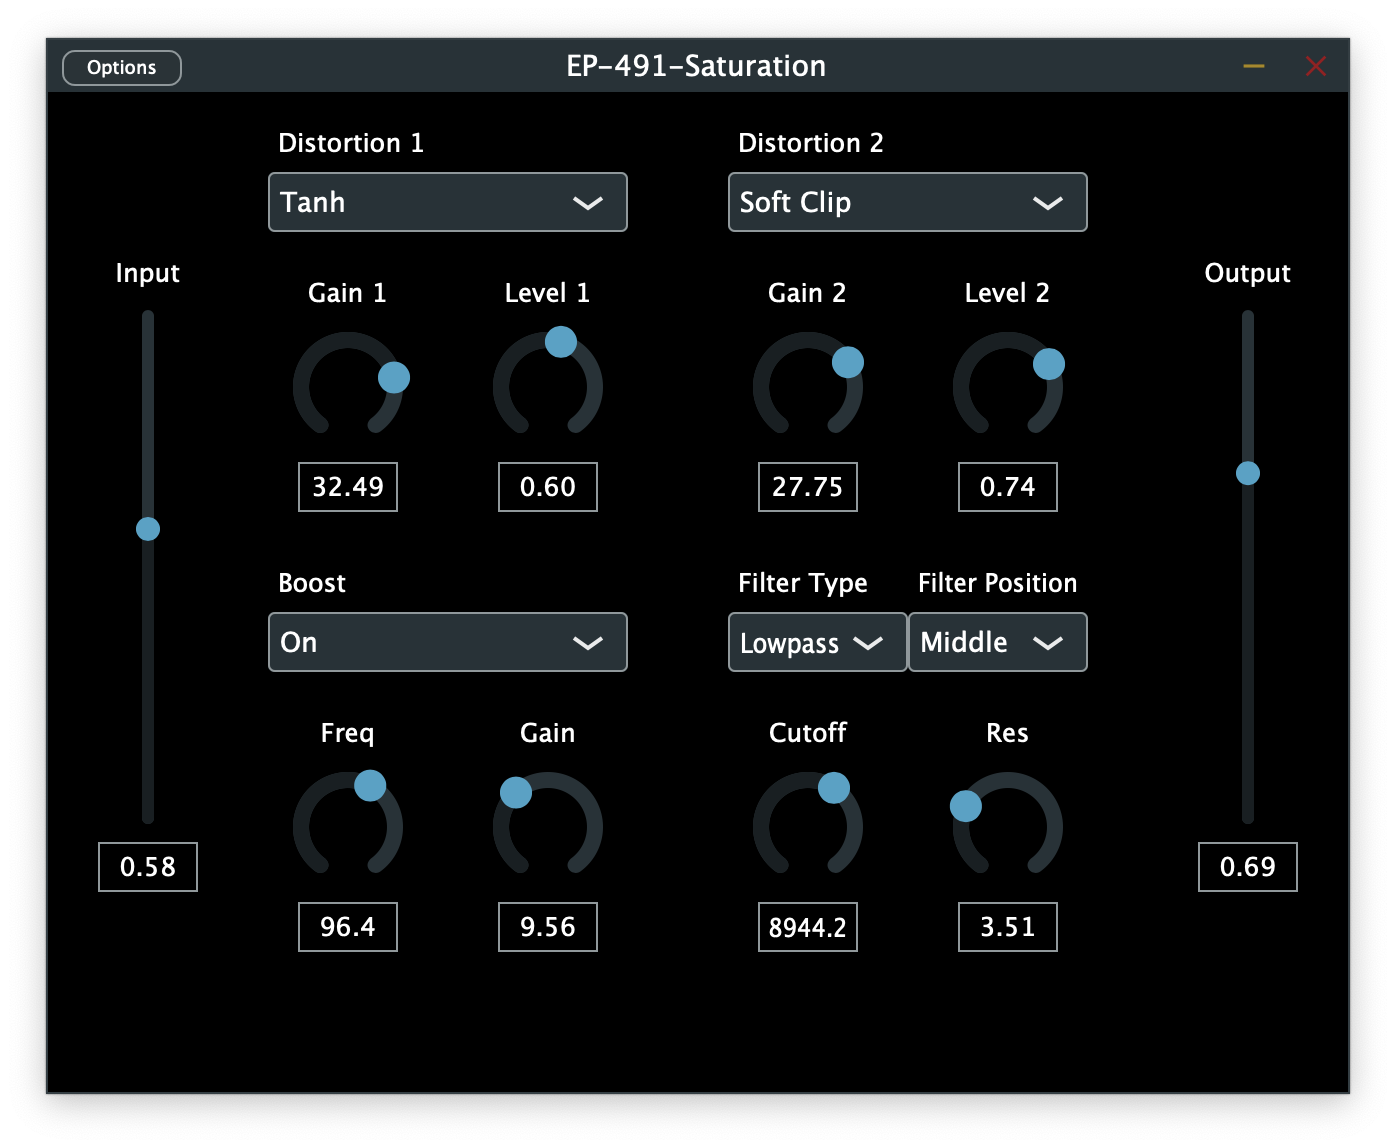 Options
EP-491-Saturation
Distortion 1
Distortion 2
Tanh
Soft Clip
Input
Output
Gain 1
Level 1
Gain 2
Level 2
32.49
0.60
27.75
0.74
Boost
Filter Type
Filter Position
On
Lowpass
Middle
Freq
Gain
Cutoff
Res
0.58
0.69
96.4
9.56
8944.2
3.51